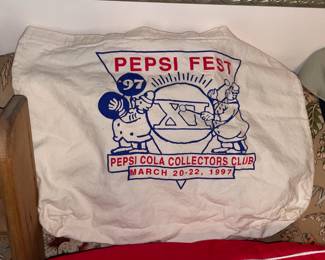 PEPSI FEST
'97
XI
PEPSI COLA COLLECTORS CLUB
MARCH 20-22, 1997